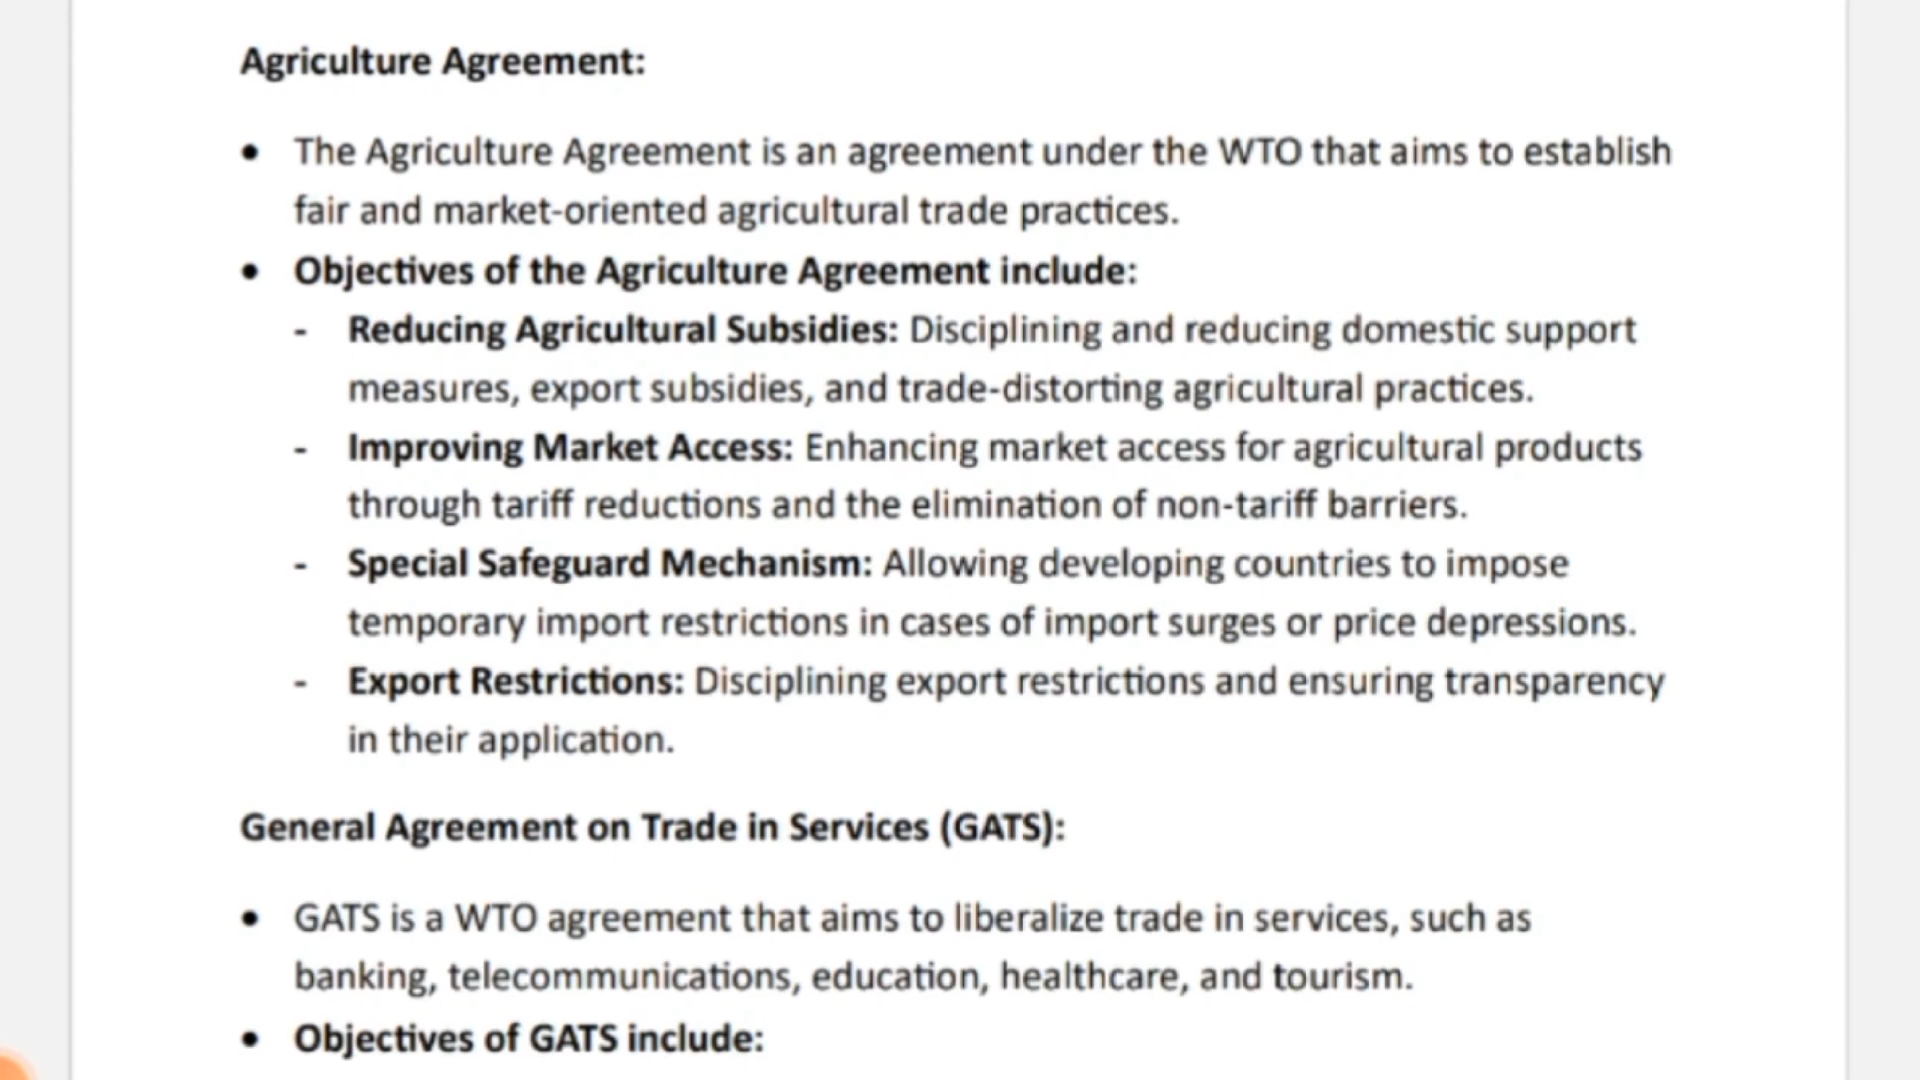 Agriculture Agreement:
• The Agriculture Agreement is an agreement under the WTO that aims to establish
fair and market-oriented agricultural trade practices.
• Objectives of the Agriculture Agreement include:
- Reducing Agricultural Subsidies: Disciplining and reducing domestic support
measures, export subsidies, and trade-distorting agricultural practices.
- Improving Market Access: Enhancing market access for agricultural products
through tariff reductions and the elimination of non-tariff barriers.
- Special Safeguard Mechanism: Allowing developing countries to impose
temporary import restrictions in cases of import surges or price depressions.
- Export Restrictions: Disciplining export restrictions and ensuring transparency
in their application.
General Agreement on Trade in Services (GATS):
• GATS is a WTO agreement that aims to liberalize trade in services, such as
banking, telecommunications, education, healthcare, and tourism.
• Objectives of GATS include: